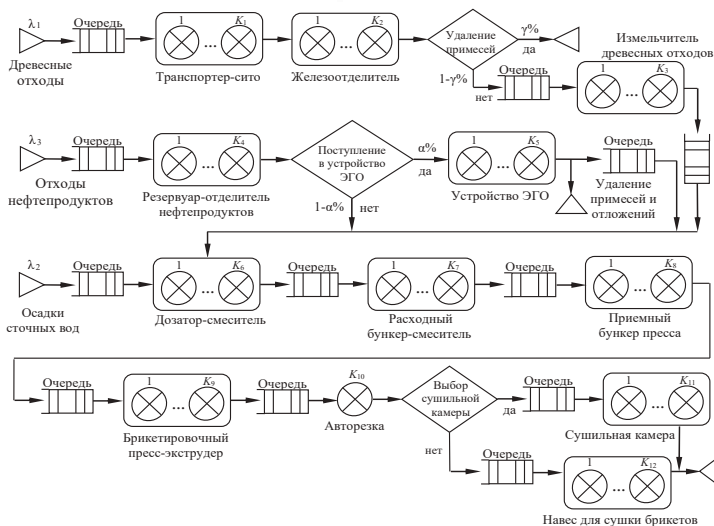 λ1
Древесные
отходы
Очередь
1 ... K1
Транспортер-сито
1 ... K2
Железоотделитель
Удаление
примесей
γ%
да
1-γ%
нет
Очередь
Измельчитель
древесных отходов
1 ... K3
λ3
Отходы
нефтепродуктов
Очередь
1 ... K4
Резервуар-отделитель
нефтепродуктов
Поступление
в устройство
ЭГО
α%
да
1-α%
нет
1 ... K5
Устройство ЭГО
Очередь
Удаление
примесей и
отложений
λ2
Осадки
сточных вод
Очередь
1 ... K6
Дозатор-смеситель
Очередь
1 ... K7
Расходный
бункер-смеситель
Очередь
1 ... K8
Приемный
бункер пресса
Очередь
1 ... K9
Брикетировочный
пресс-экструдер
Очередь
K10
Авторезка
Выбор
сушильной
камеры
да
нет
Очередь
1 ... K11
Сушильная камера
Очередь
1 ... K12
Навес для сушки брикетов